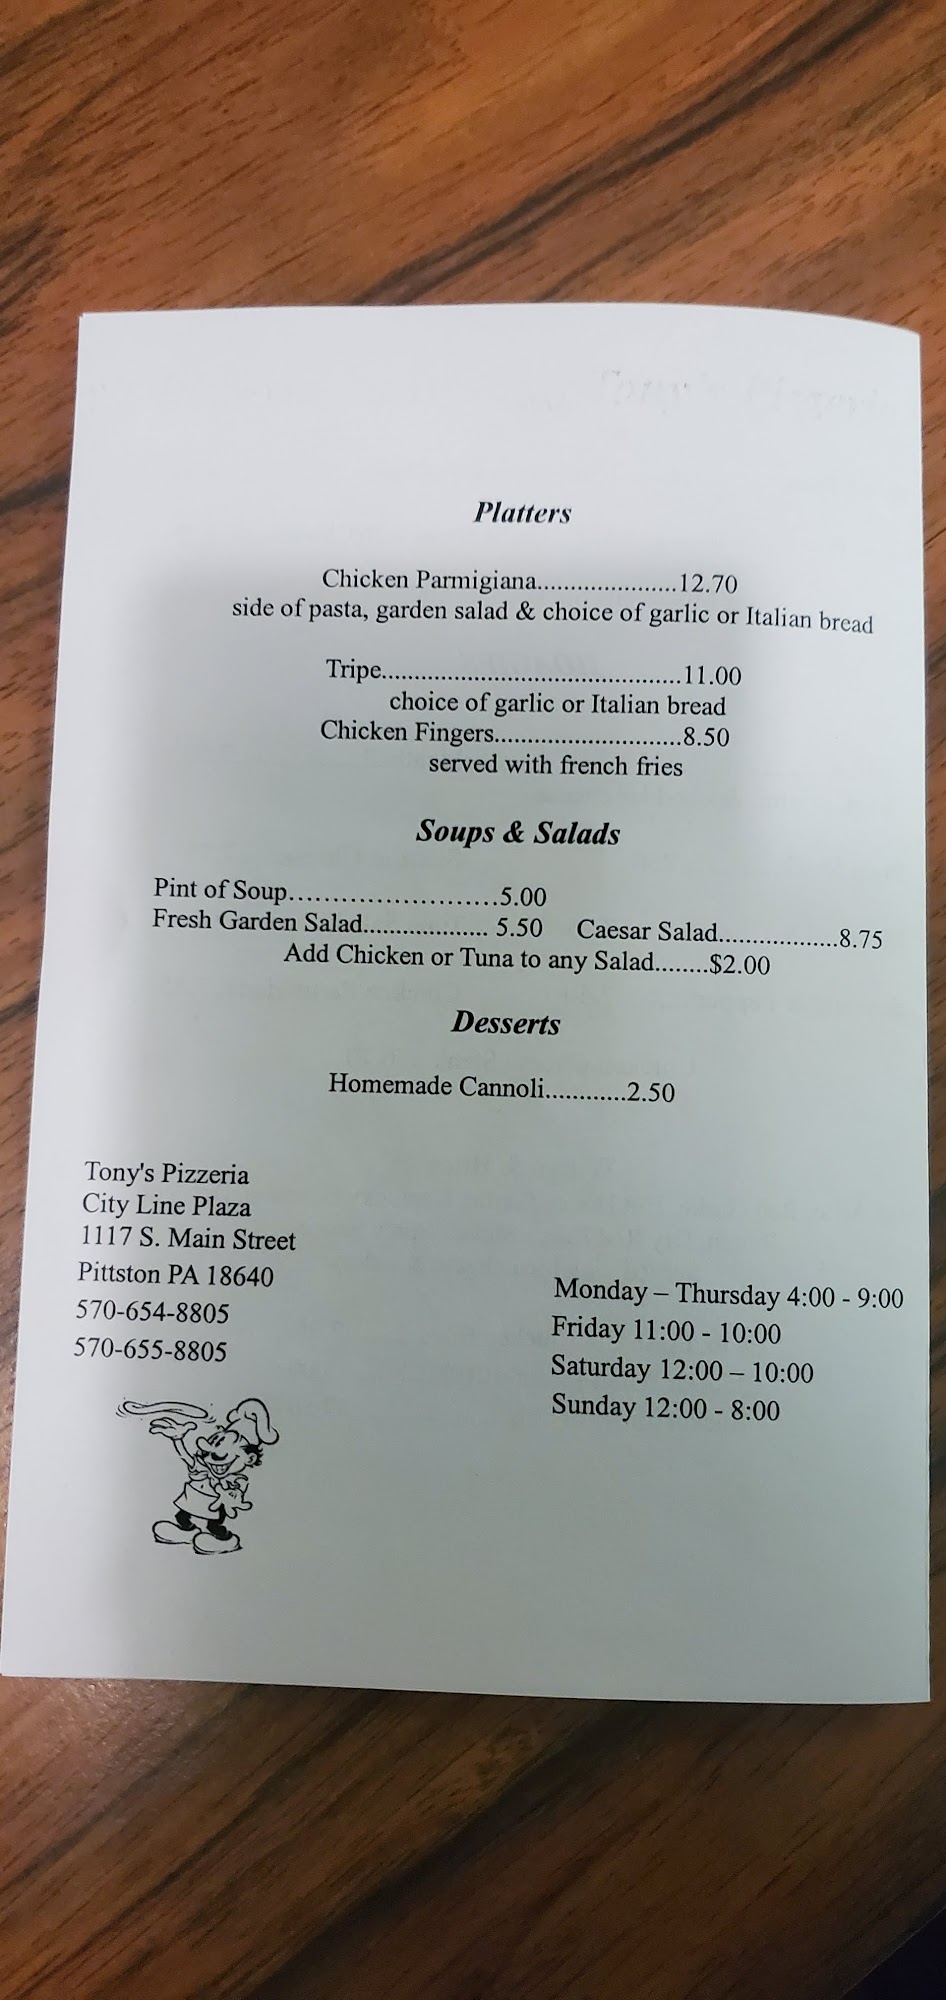 Platters
Chicken Parmigiana.....................12.70
side of pasta, garden salad & choice of garlic or Italian bread
Tripe.............................................11.00
choice of garlic or Italian bread
Chicken Fingers............................8.50
served with french fries
Soups & Salads
Pint of Soup..........................5.00
Fresh Garden Salad................... 5.50 Caesar Salad..................8.75
Add Chicken or Tuna to any Salad........$2.00
Desserts
Homemade Cannoli............2.50
Tony's Pizzeria
City Line Plaza
1117 S. Main Street
Pittston PA 18640
570-654-8805
570-655-8805
Monday – Thursday 4:00 - 9:00
Friday 11:00 - 10:00
Saturday 12:00 – 10:00
Sunday 12:00 - 8:00